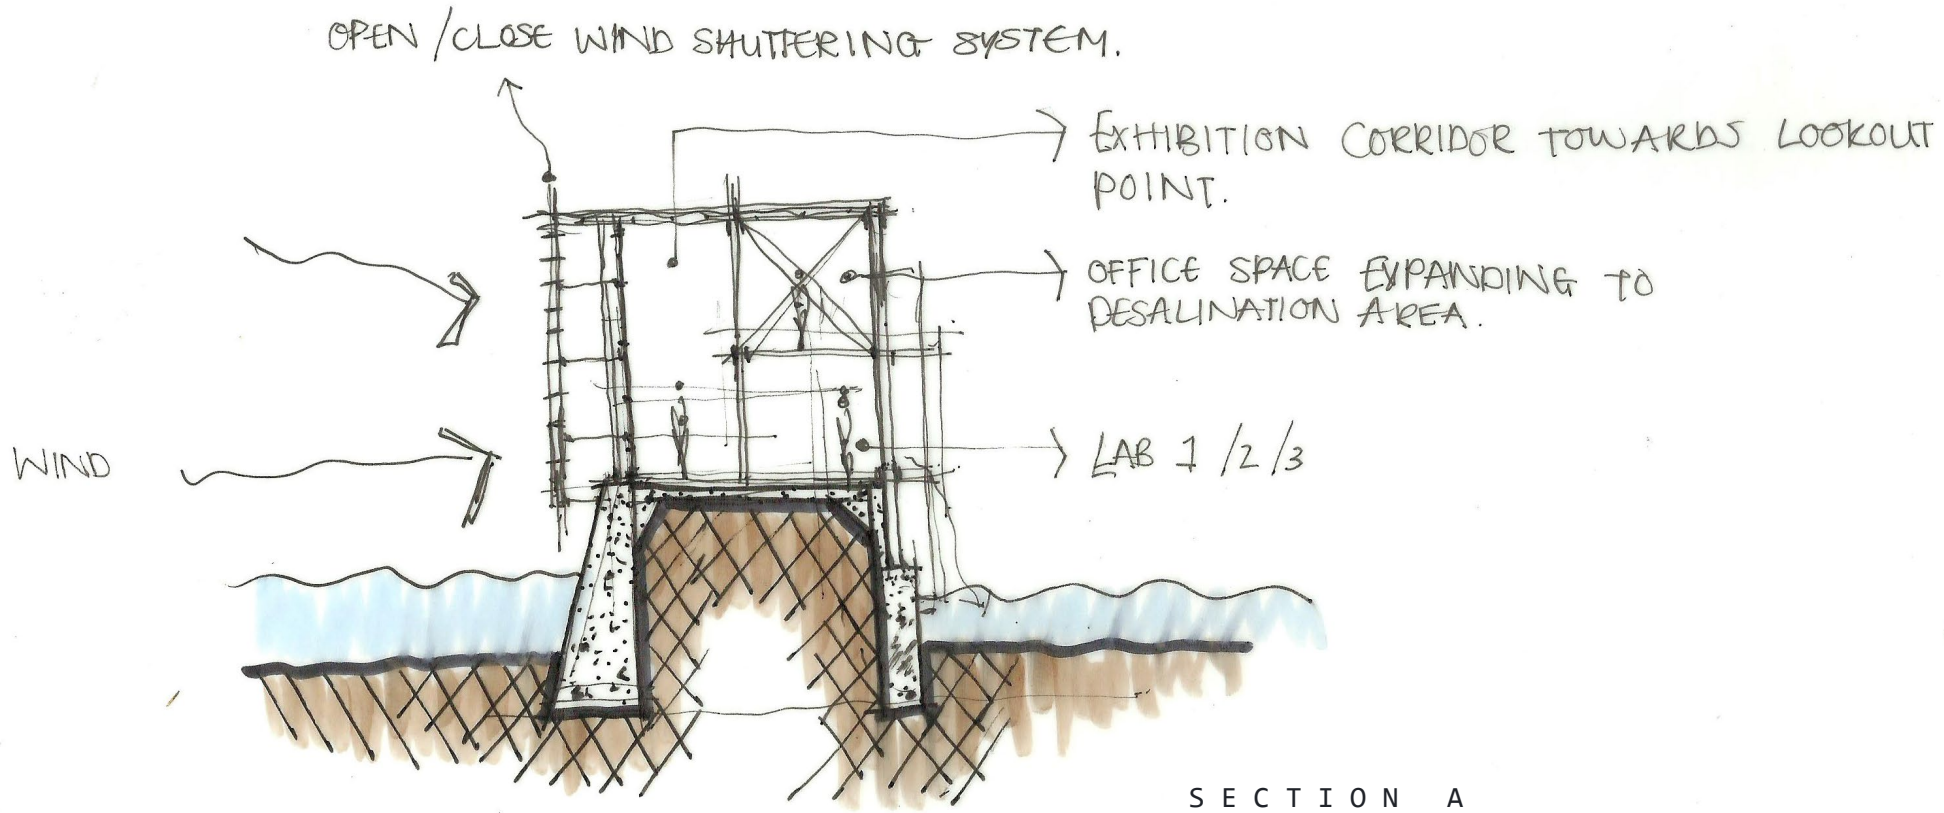 OPEN /CLOSE WIND SHUTTERING SYSTEM.
EXHIBITION CORRIDOR TOWARDS LOOKOUT
POINT.
OFFICE SPACE EXPANDING TO
DESALINATION AREA.
WIND
LAB 1 /2 /3
SECTION A